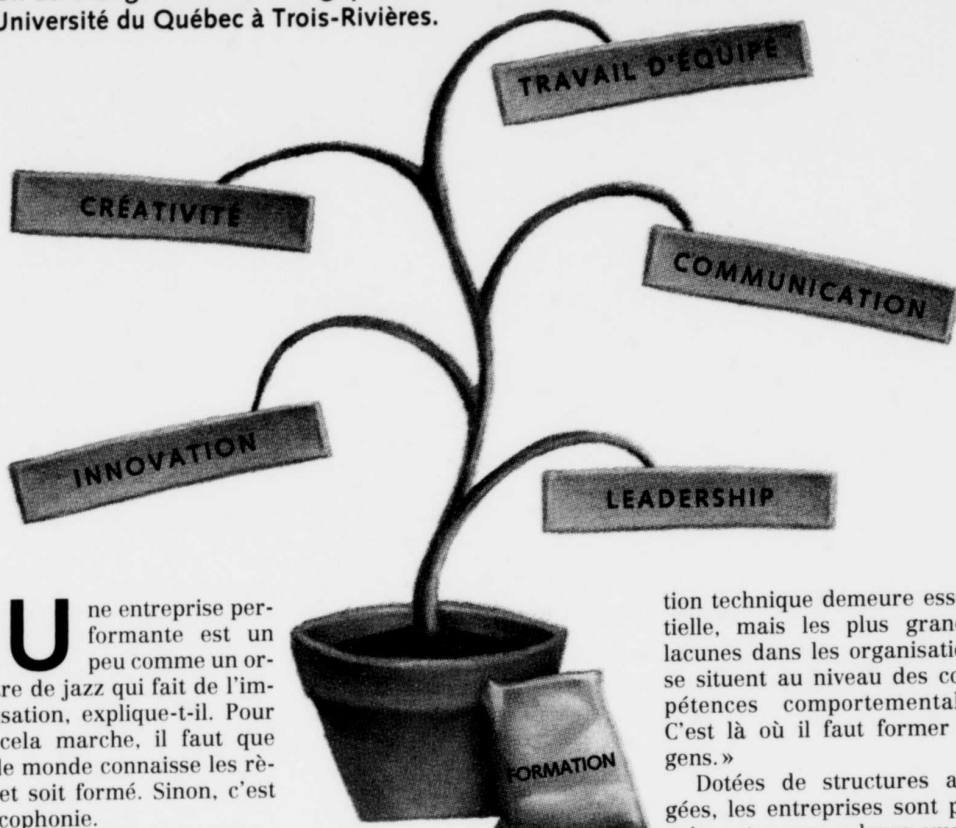 Université du Québec à Trois-Rivières.
TRAVAIL D'ÉQUIPE
CRÉATIVITÉ
COMMUNICATION
INNOVATION
LEADERSHIP
FORMATION
Une entreprise per-
formante est un
peu comme un or-
re de jazz qui fait de l'im-
sation, explique-t-il. Pour
cela marche, il faut que
le monde connaisse les rè-
et soit formé. Sinon, c'est
cophonie.
tion technique demeure ess
tielle, mais les plus gran
lacunes dans les organisatio
se situent au niveau des co
pétences comportemental
C'est là où il faut former
gens.»
Dotées de structures a
gées, les entreprises sont p